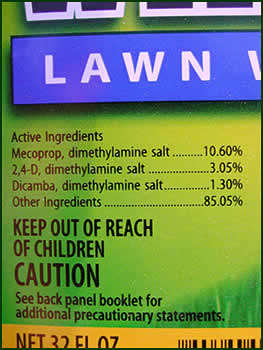 LAWN
Active Ingredients
Mecoprop, dimethylamine salt ..........10.60%
2,4-D, dimethylamine salt .................. 3.05%
Dicamba, dimethylamine salt.............. 1.30%
Other Ingredients ............................85.05%
KEEP OUT OF REACH
OF CHILDREN
CAUTION
See back panel booklet for
additional precautionary statements.
NET 32 FL OZ